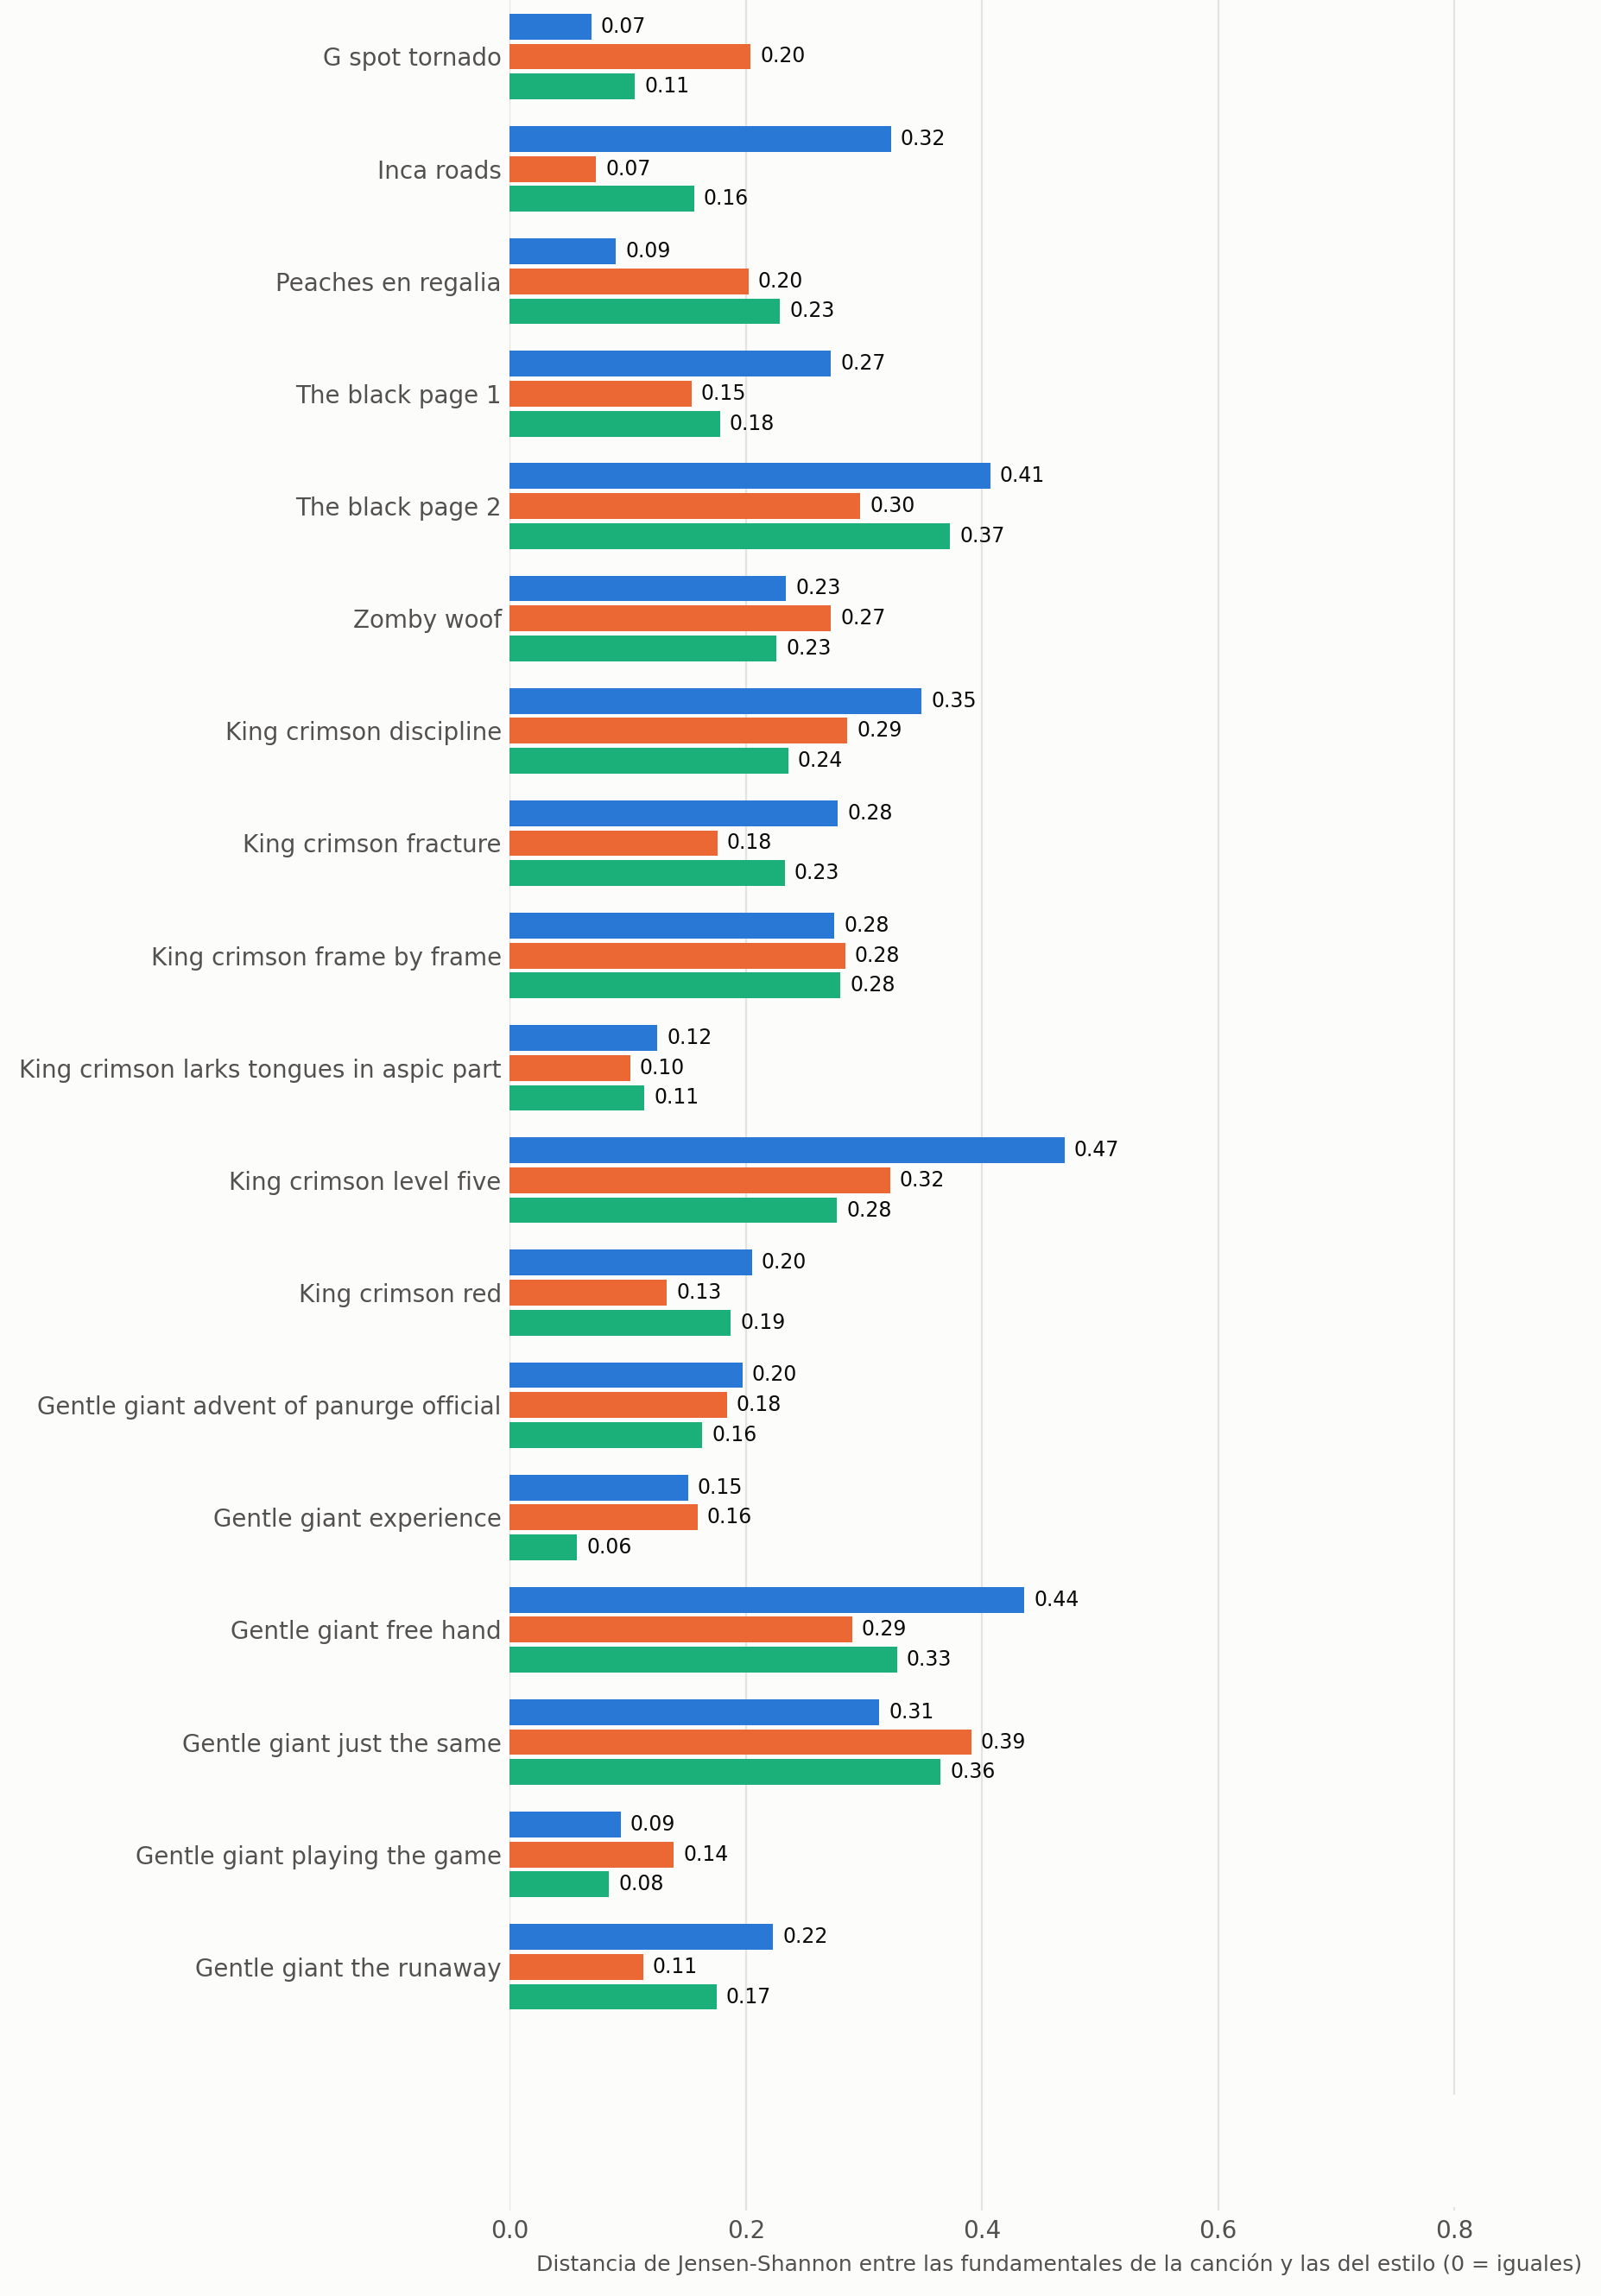 0.07
G spot tornado
0.20
0.11
0.32
Inca roads
0.07
0.16
0.09
Peaches en regalia
0.20
0.23
0.27
The black page 1
0.15
0.18
0.41
The black page 2
0.30
0.37
0.23
Zomby woof
0.27
0.23
0.35
King crimson discipline
0.29
0.24
0.28
King crimson fracture
0.18
0.23
0.28
King crimson frame by frame
0.28
0.28
0.12
King crimson larks tongues in aspic part
0.10
0.11
0.47
King crimson level five
0.32
0.28
0.20
King crimson red
0.13
0.19
0.20
Gentle giant advent of panurge official
0.18
0.16
0.15
Gentle giant experience
0.16
0.06
0.44
Gentle giant free hand
0.29
0.33
0.31
Gentle giant just the same
0.39
0.36
0.09
Gentle giant playing the game
0.14
0.08
0.22
Gentle giant the runaway
0.11
0.17
0.0 0.2 0.4 0.6 0.8
Distancia de Jensen-Shannon entre las fundamentales de la canción y las del estilo (0 = iguales)